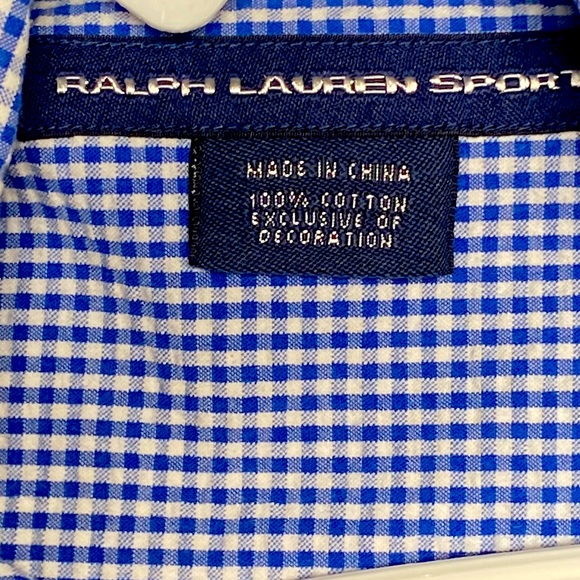 RALPH LAUREN SPORT
MADE IN CHINA
100% COTTON
EXCLUSIVE OF
DECORATION